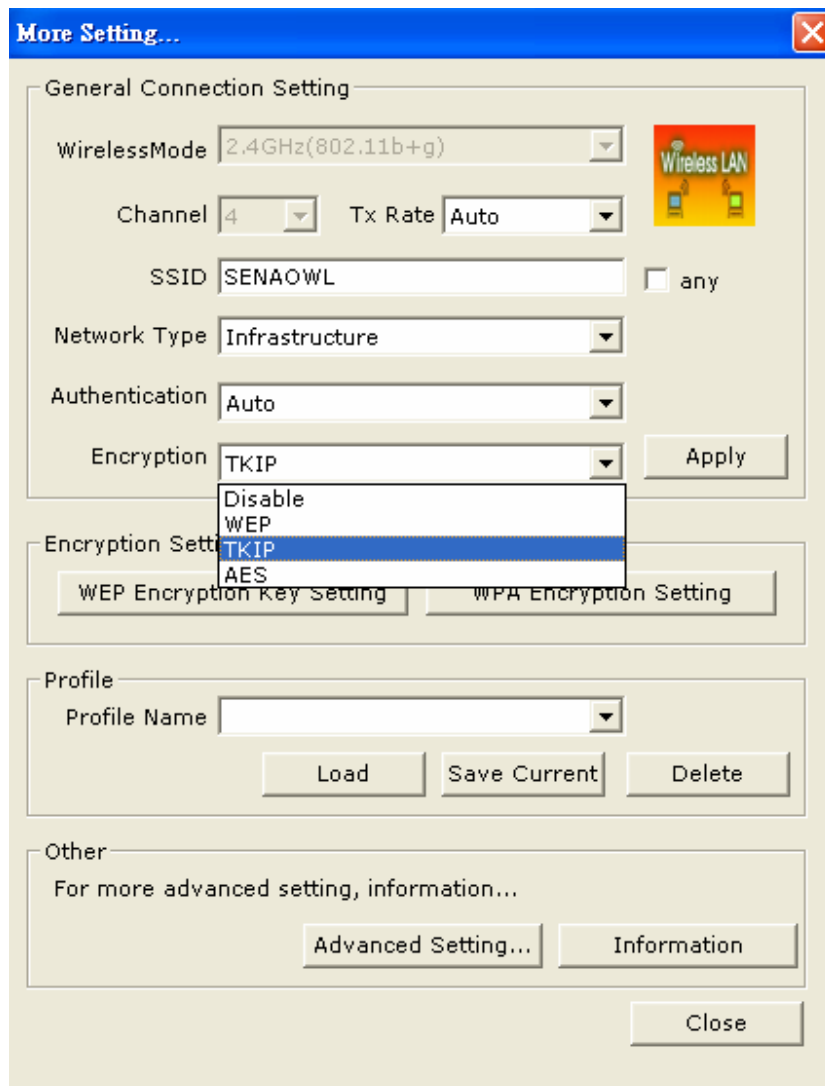 More Setting...
General Connection Setting
WirelessMode 2.4GHz(802.11b+g)
Wireless LAN
Channel 4 Tx Rate Auto
SSID SENAOWL any
Network Type Infrastructure
Authentication Auto
Encryption TKIP Apply
Disable
WEP
TKIP
AES
Encryption Setti
WEP Encryption Key Setting WPA Encryption Setting
Profile
Profile Name
Load Save Current Delete
Other
For more advanced setting, information...
Advanced Setting... Information
Close